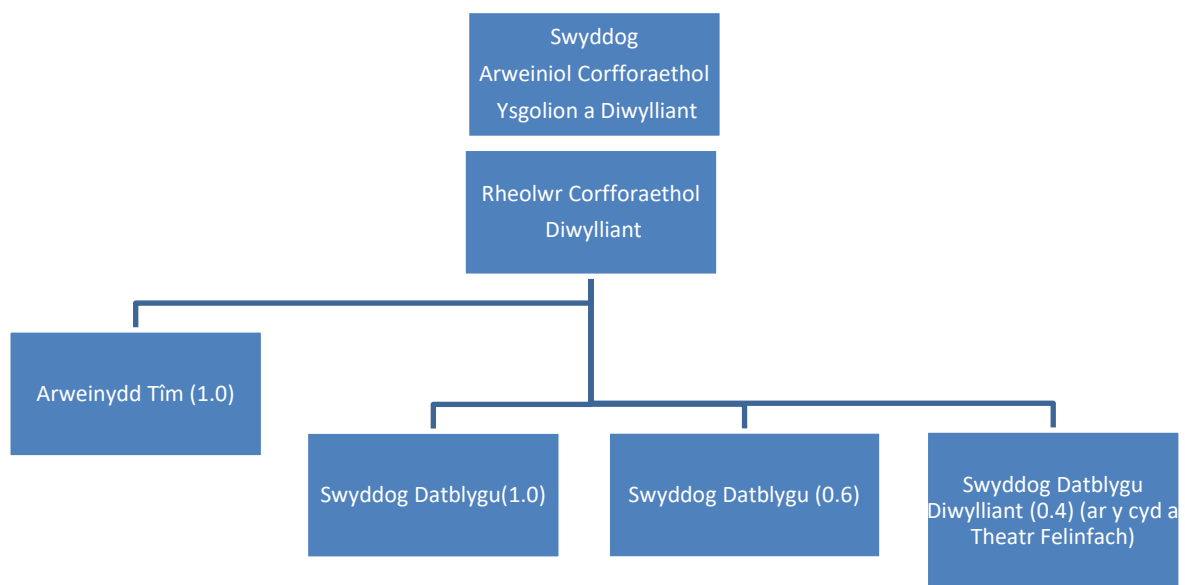 Swyddog
Arweiniol Corfforaethol
Ysgolion a Diwylliant
Rheolwr Corfforaethol
Diwylliant
Arweinydd Tîm (1.0)
Swyddog Datblygu(1.0)
Swyddog Datblygu (0.6)
Swyddog Datblygu
Diwylliant (0.4) (ar y cyd a
Theatr Felinfach)